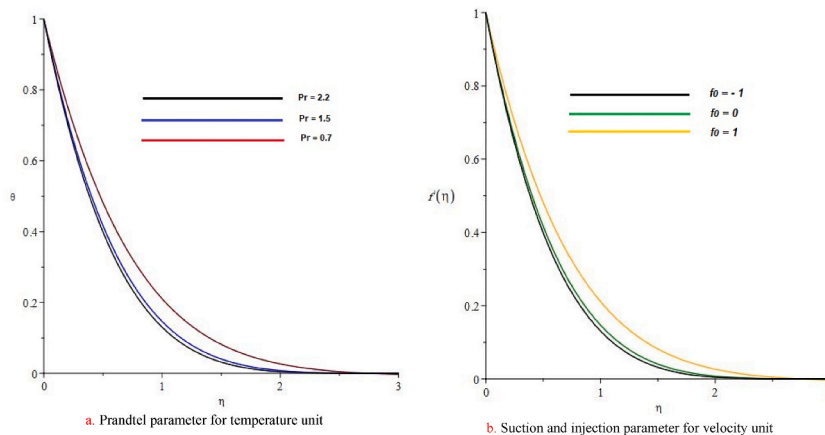 1
0.8
0.6
θ
0.4
0.2
0
0
1
2
3
η
Pr = 2.2
Pr = 1.5
Pr = 0.7
a. Prandtel parameter for temperature unit
1
0.8
0.6
f'(η)
0.4
0.2
0
0
1
2
η
f0 = - 1
f0 = 0
f0 = 1
b. Suction and injection parameter for velocity unit